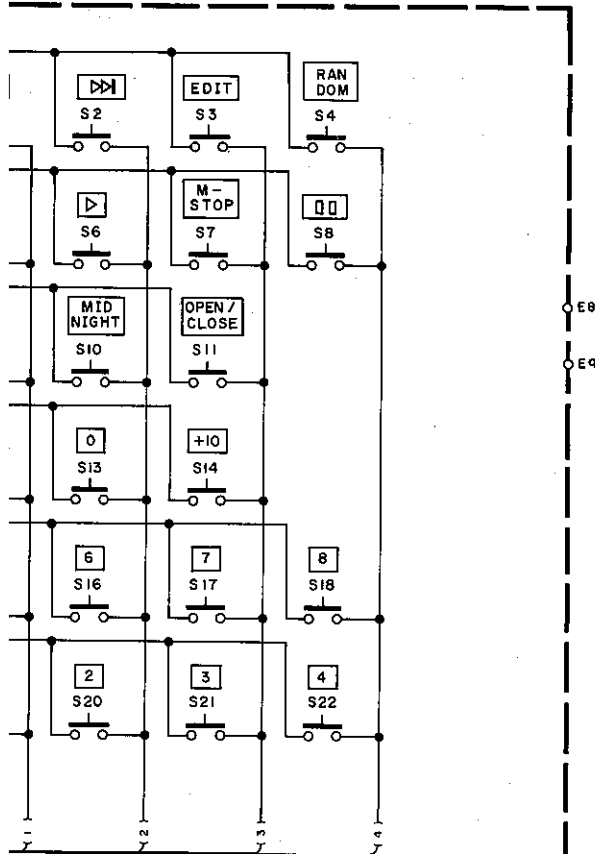 EDIT
RAN
DOM
S2
S3
S4
M-
STOP
S6
S7
S8
MID
NIGHT
OPEN/
CLOSE
E8
S10
S11
E9
0
+10
S13
S14
6
7
8
S16
S17
S18
2
3
4
S20
S21
S22
1
2
3
4